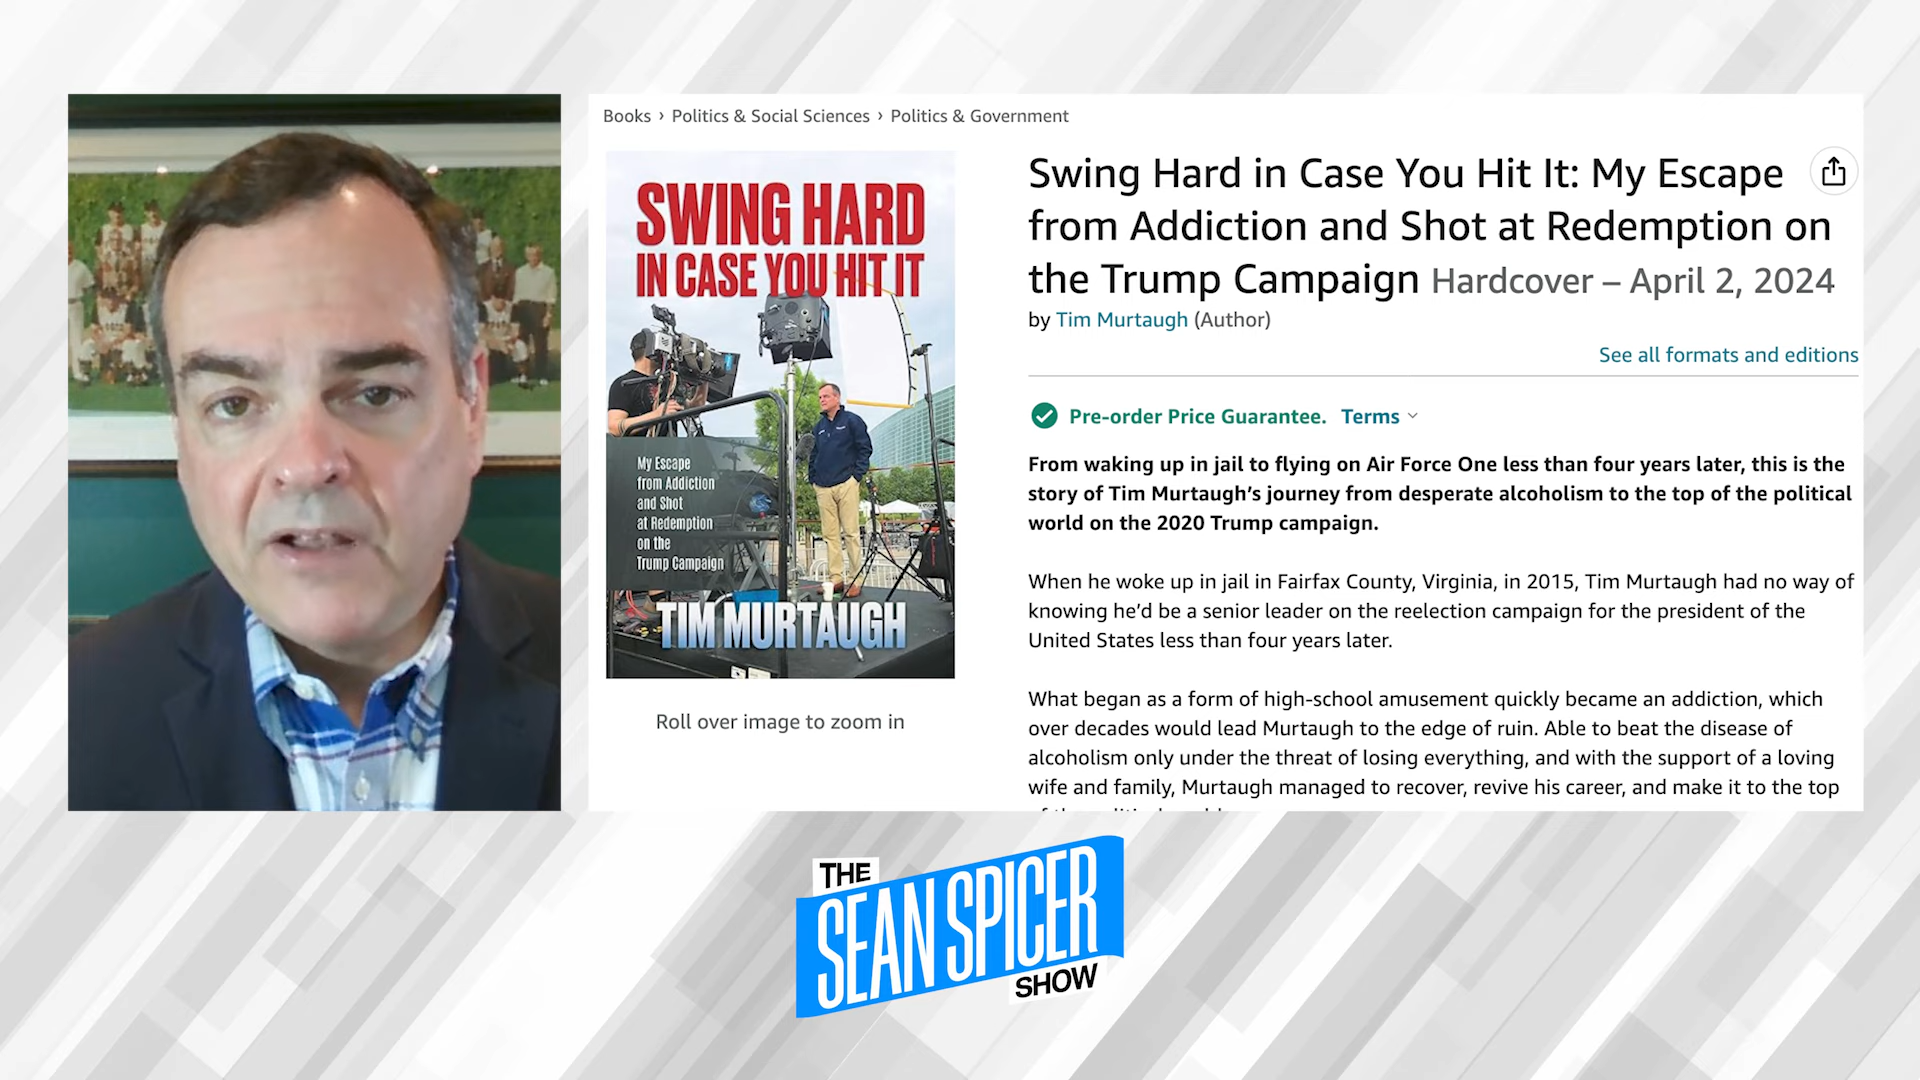 Books › Politics & Social Sciences › Politics & Government
SWING HARD
IN CASE YOU HIT IT
My Escape
from Addiction
and Shot
at Redemption
on the
Trump Campaign
TIM MURTAUGH
Roll over image to zoom in
Swing Hard in Case You Hit It: My Escape
from Addiction and Shot at Redemption on
the Trump Campaign Hardcover – April 2, 2024
by Tim Murtaugh (Author)
See all formats and editions
Pre-order Price Guarantee. Terms
From waking up in jail to flying on Air Force One less than four years later, this is the
story of Tim Murtaugh’s journey from desperate alcoholism to the top of the political
world on the 2020 Trump campaign.
When he woke up in jail in Fairfax County, Virginia, in 2015, Tim Murtaugh had no way of
knowing he’d be a senior leader on the reelection campaign for the president of the
United States less than four years later.
What began as a form of high-school amusement quickly became an addiction, which
over decades would lead Murtaugh to the edge of ruin. Able to beat the disease of
alcoholism only under the threat of losing everything, and with the support of a loving
wife and family, Murtaugh managed to recover, revive his career, and make it to the top
THE
SEAN SPICER
SHOW